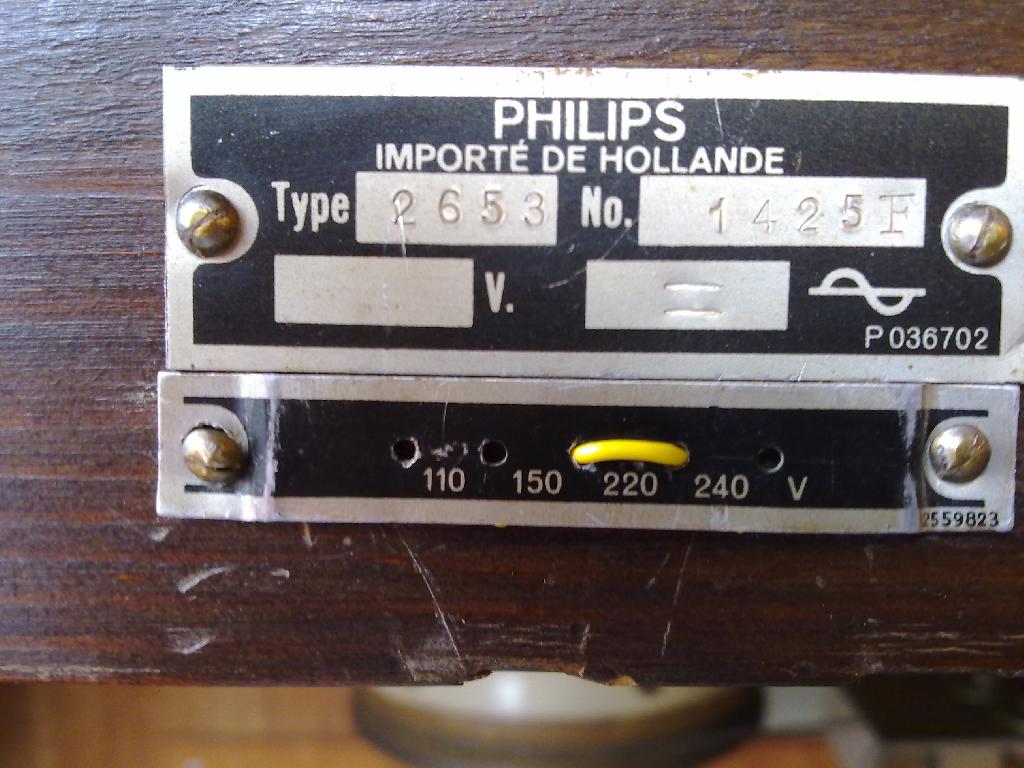 PHILIPS
IMPORTÉ DE HOLLANDE
Type 2653 No. 1425F
V. =
P 036702
110 150 220 240 V
2559823